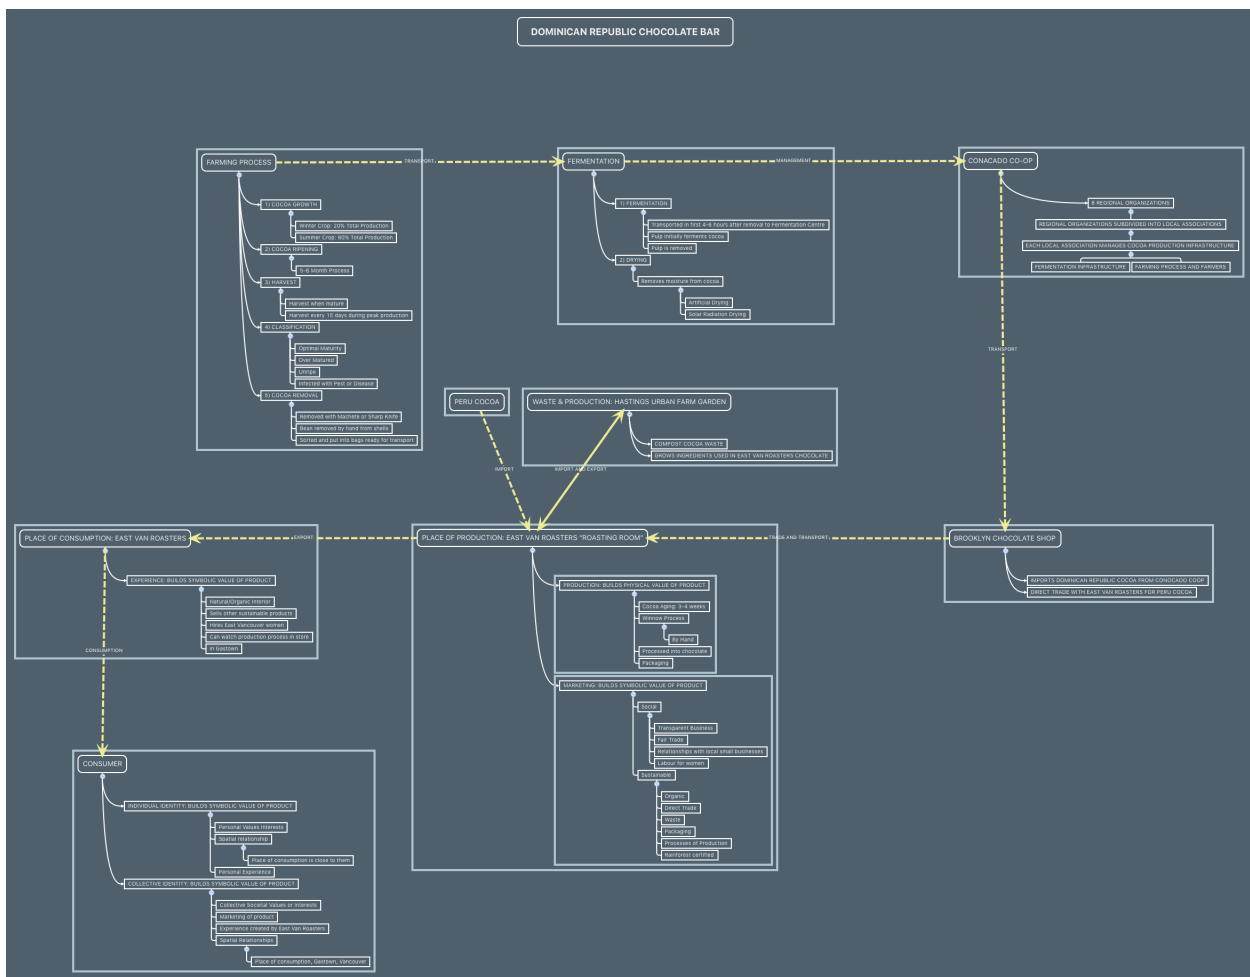 DOMINICAN REPUBLIC CHOCOLATE BAR
FARMING PROCESS
TRANSPORT
1) COCOA GROWTH
Winter Crop: 20% Total Production
Summer Crop: 80% Total Production
2) COCOA RIPENING
5-6 Month Process
3) HARVEST
Harvest when mature
Harvest every 15 days during peak production
4) CLASSIFICATION
Optimal Maturity
Over Matured
Unripe
Infected with Pest or Disease
5) COCOA REMOVAL
Removed with Machete or Sharp Knife
Bean removed by hand from shells
Sorted and put into bags ready for transport
FERMENTATION
MANAGEMENT
1) FERMENTATION
Transported in first 4-6 hours after removal to Fermentation Centre
Pulp initially ferments cocoa
Pulp is removed
2) DRYING
Removes moisture from cocoa
Artificial Drying
Solar Radiation Drying
CONACADO CO-OP
8 REGIONAL ORGANIZATIONS
REGIONAL ORGANIZATIONS SUBDIVIDED INTO LOCAL ASSOCIATIONS
EACH LOCAL ASSOCIATION MANAGES COCOA PRODUCTION INFRASTRUCTURE
FERMENTATION INFRASTRUCTURE
FARMING PROCESS AND FARMERS
TRANSPORT
PERU COCOA
IMPORT
WASTE & PRODUCTION: HASTINGS URBAN FARM GARDEN
COMPOST COCOA WASTE
GROWS INGREDIENTS USED IN EAST VAN ROASTERS CHOCOLATE
IMPORT AND EXPORT
BROOKLYN CHOCOLATE SHOP
IMPORTS DOMINICAN REPUBLIC COCOA FROM CONOCADO COOP
DIRECT TRADE WITH EAST VAN ROASTERS FOR PERU COCOA
TRADE AND TRANSPORT
PLACE OF PRODUCTION: EAST VAN ROASTERS "ROASTING ROOM"
PRODUCTION: BUILDS PHYSICAL VALUE OF PRODUCT
Cocoa Aging: 3-4 weeks
Winnow Process
By Hand
Processed into chocolate
Packaging
MARKETING: BUILDS SYMBOLIC VALUE OF PRODUCT
Social
Transparent Business
Fair Trade
Relationships with local small businesses
Labour for women
Sustainable
Organic
Direct Trade
Waste
Packaging
Processes of Production
Rainforest certified
EXPORT
PLACE OF CONSUMPTION: EAST VAN ROASTERS
EXPERIENCE: BUILDS SYMBOLIC VALUE OF PRODUCT
Natural/Organic Interior
Sells other sustainable products
Hires East Vancouver women
Can watch production process in store
In Gastown
CONSUMPTION
CONSUMER
INDIVIDUAL IDENTITY: BUILDS SYMBOLIC VALUE OF PRODUCT
Personal Values Interests
Spatial relationship
Place of consumption is close to them
Personal Experience
COLLECTIVE IDENTITY: BUILDS SYMBOLIC VALUE OF PRODUCT
Collective Societal Values or Interests
Marketing of product
Experience created by East Van Roasters
Spatial Relationships
Place of consumption, Gastown, Vancouver